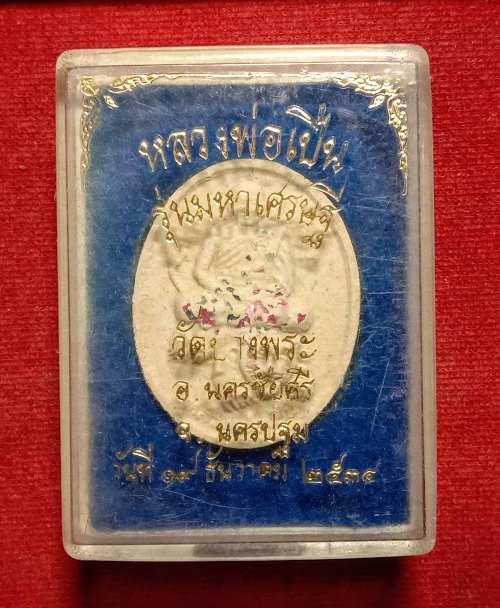 หลวงพ่อเปิ่น
รุ่นมหาเศรษฐี
วัดบางพระ
อ.นครชัยศรี
จ.นครปฐม
วันที่ ๑๙ ธันวาคม ๒๕๓๔